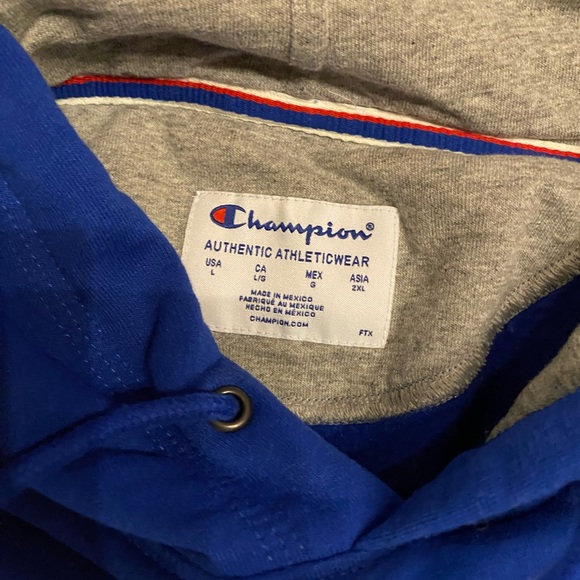 Champion®
AUTHENTIC ATHLETICWEAR
USA CA MEX ASIA
L L/G G 2XL
MADE IN MEXICO
FABRIQUÉ AU MEXIQUE
HECHO EN MÉXICO
CHAMPION.COM
FTX